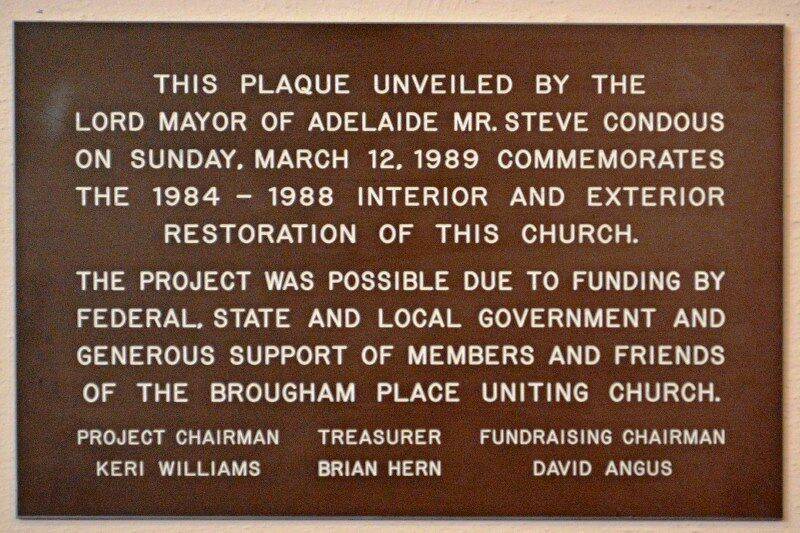 THIS PLAQUE UNVEILED BY THE
LORD MAYOR OF ADELAIDE MR. STEVE CONDOUS
ON SUNDAY, MARCH 12, 1989 COMMEMORATES
THE 1984 - 1988 INTERIOR AND EXTERIOR
RESTORATION OF THIS CHURCH.
THE PROJECT WAS POSSIBLE DUE TO FUNDING BY
FEDERAL, STATE AND LOCAL GOVERNMENT AND
GENEROUS SUPPORT OF MEMBERS AND FRIENDS
OF THE BROUGHAM PLACE UNITING CHURCH.
PROJECT CHAIRMAN TREASURER FUNDRAISING CHAIRMAN
KERI WILLIAMS BRIAN HERN DAVID ANGUS